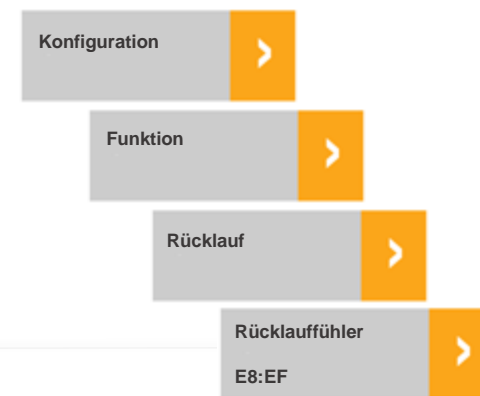 Konfiguration
Funktion
Rücklauf
Rücklauffühler
E8:EF